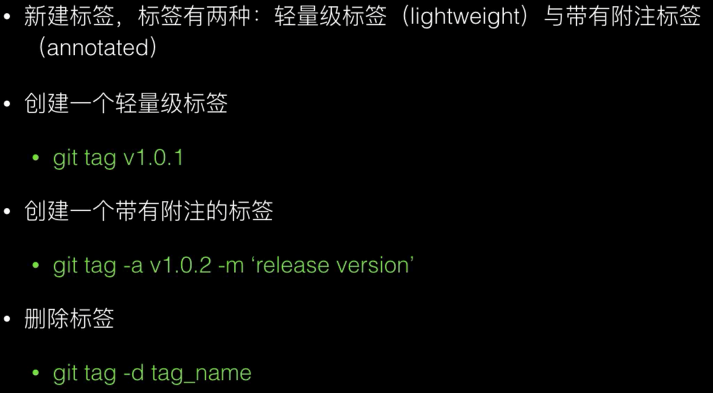 • 新建标签，标签有两种：轻量级标签（lightweight）与带有附注标签
（annotated）
• 创建一个轻量级标签
• git tag v1.0.1
• 创建一个带有附注的标签
• git tag -a v1.0.2 -m ‘release version’
• 删除标签
• git tag -d tag_name